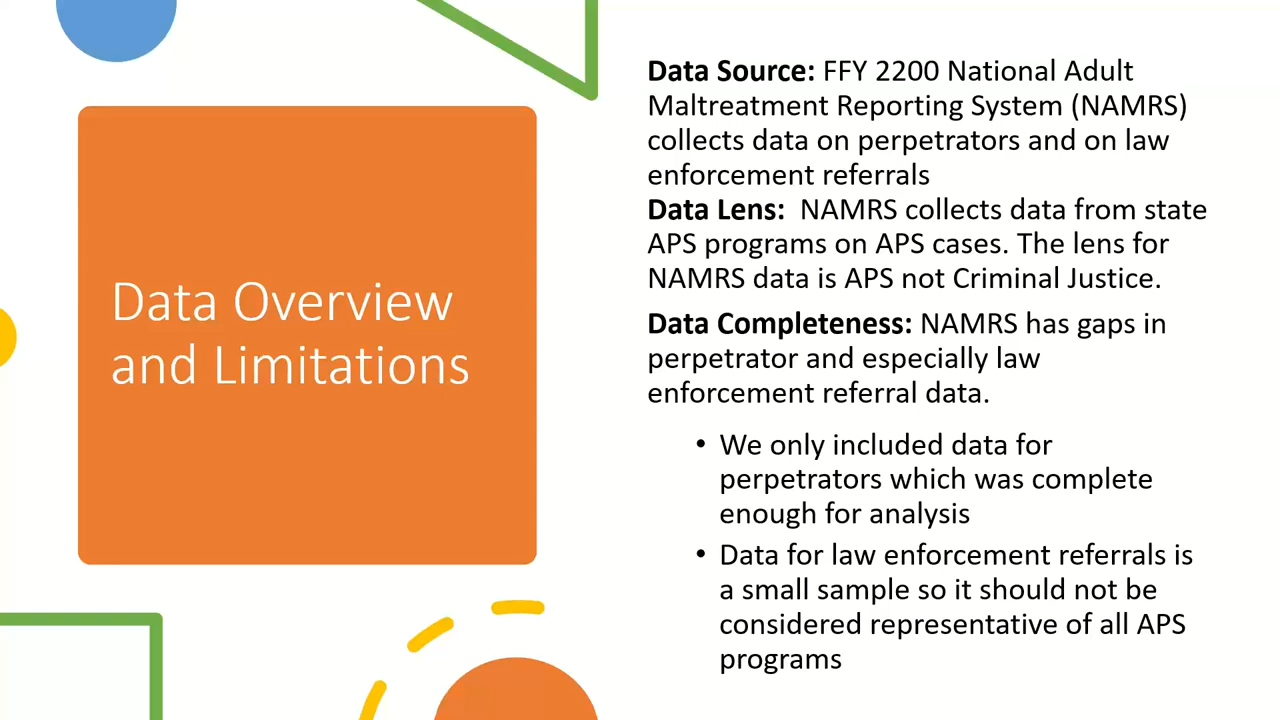 Data Overview
and Limitations
Data Source: FFY 2200 National Adult
Maltreatment Reporting System (NAMRS)
collects data on perpetrators and on law
enforcement referrals
Data Lens:  NAMRS collects data from state
APS programs on APS cases. The lens for
NAMRS data is APS not Criminal Justice.
Data Completeness: NAMRS has gaps in
perpetrator and especially law
enforcement referral data.
• We only included data for
perpetrators which was complete
enough for analysis
• Data for law enforcement referrals is
a small sample so it should not be
considered representative of all APS
programs